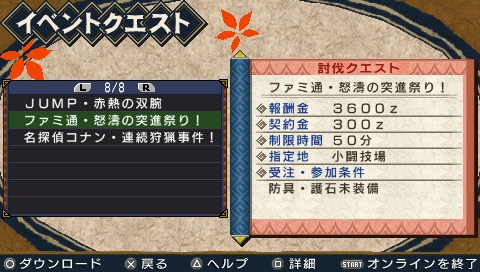 イベントクエスト
L 8/8 R
JUMP・赤熱の双腕
ファミ通・怒濤の突進祭り!
名探偵コナン・連続狩猟事件!
討伐クエスト
ファミ通・怒濤の突進祭り!
報酬金 3600z
契約金 300z
制限時間 50分
指定地 小闘技場
受注・参加条件
防具・護石未装備
ダウンロード 戻る ヘルプ 詳細 START オンラインを終了